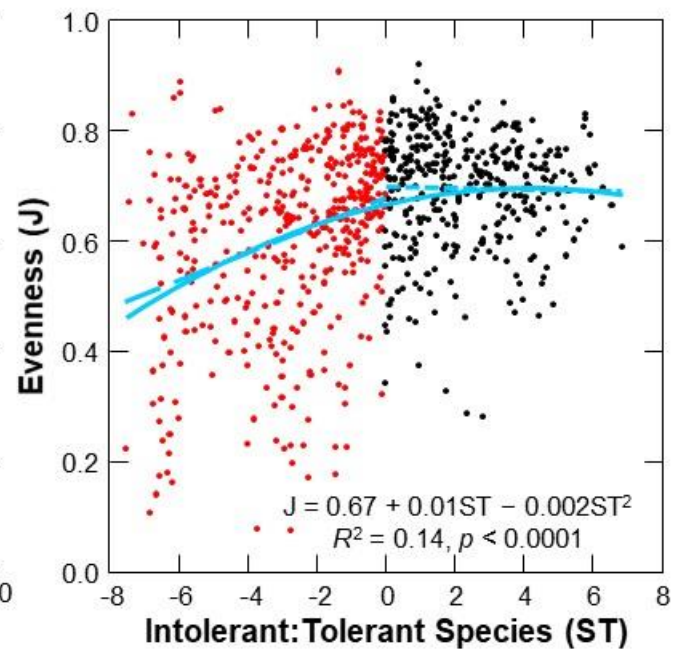 1.0
0.8
0.6
0.4
0.2
0.0
Evenness (J)
J = 0.67 + 0.01ST − 0.002ST²
R² = 0.14, p < 0.0001
0
-8 -6 -4 -2 0 2 4 6 8
Intolerant:Tolerant Species (ST)